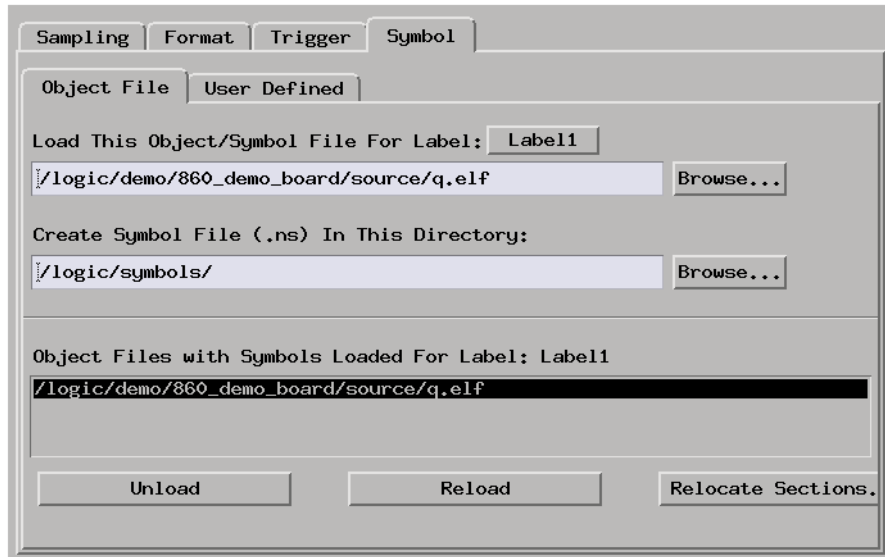 Sampling Format Trigger Symbol
Object File User Defined
Load This Object/Symbol File For Label: Label1
/logic/demo/860_demo_board/source/q.elf Browse...
Create Symbol File (.ns) In This Directory:
/logic/symbols/ Browse...
Object Files with Symbols Loaded For Label: Label1
/logic/demo/860_demo_board/source/q.elf
Unload Reload Relocate Sections.